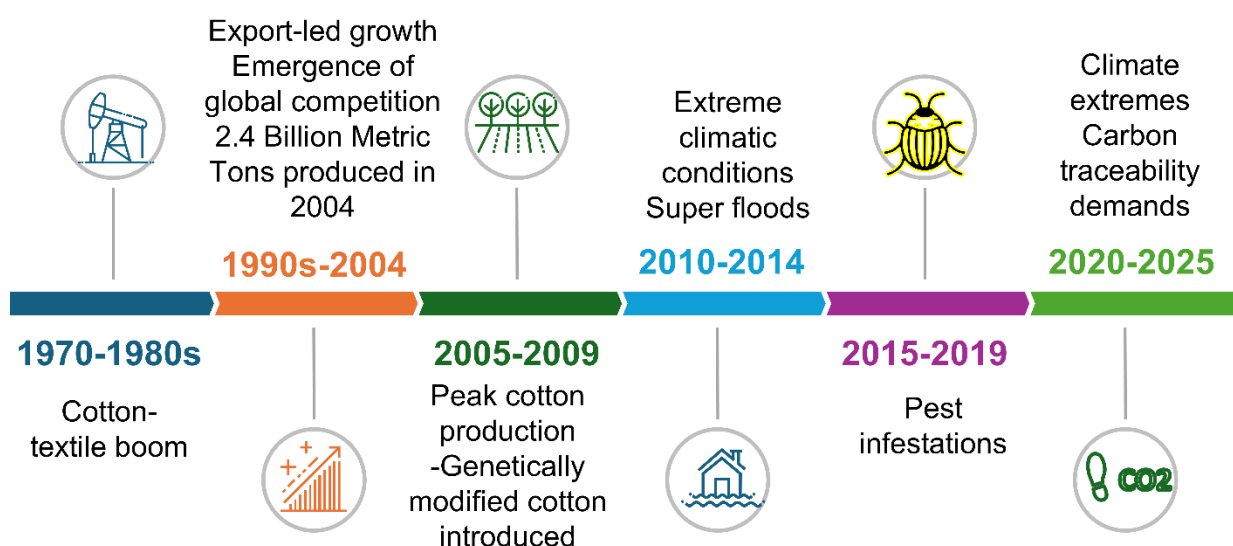 1970-1980s
Cotton-
textile boom
Export-led growth
Emergence of
global competition
2.4 Billion Metric
Tons produced in
2004
1990s-2004
2005-2009
Peak cotton
production
-Genetically
modified cotton
introduced
Extreme
climatic
conditions
Super floods
2010-2014
2015-2019
Pest
infestations
Climate
extremes
Carbon
traceability
demands
2020-2025
CO2